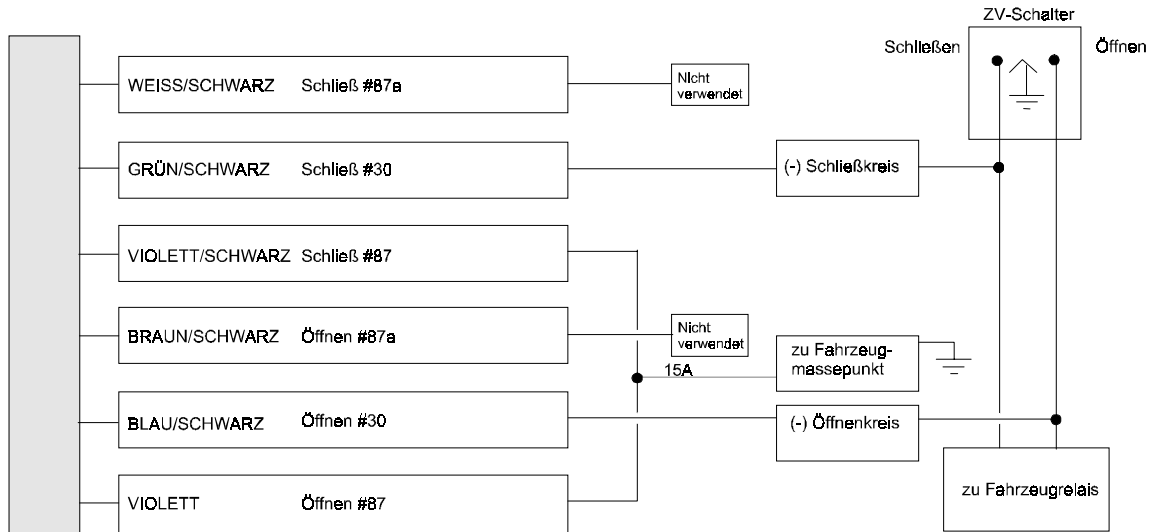 ZV-Schalter
Schließen
Öffnen
WEISS/SCHWARZ Schließ #87a
Nicht
verwendet
GRÜN/SCHWARZ Schließ #30
(-) Schließkreis
VIOLETT/SCHWARZ Schließ #87
BRAUN/SCHWARZ Öffnen #87a
Nicht
verwendet
15A
zu Fahrzeug-
massepunkt
BLAU/SCHWARZ Öffnen #30
(-) Öffnenkreis
VIOLETT Öffnen #87
zu Fahrzeugrelais